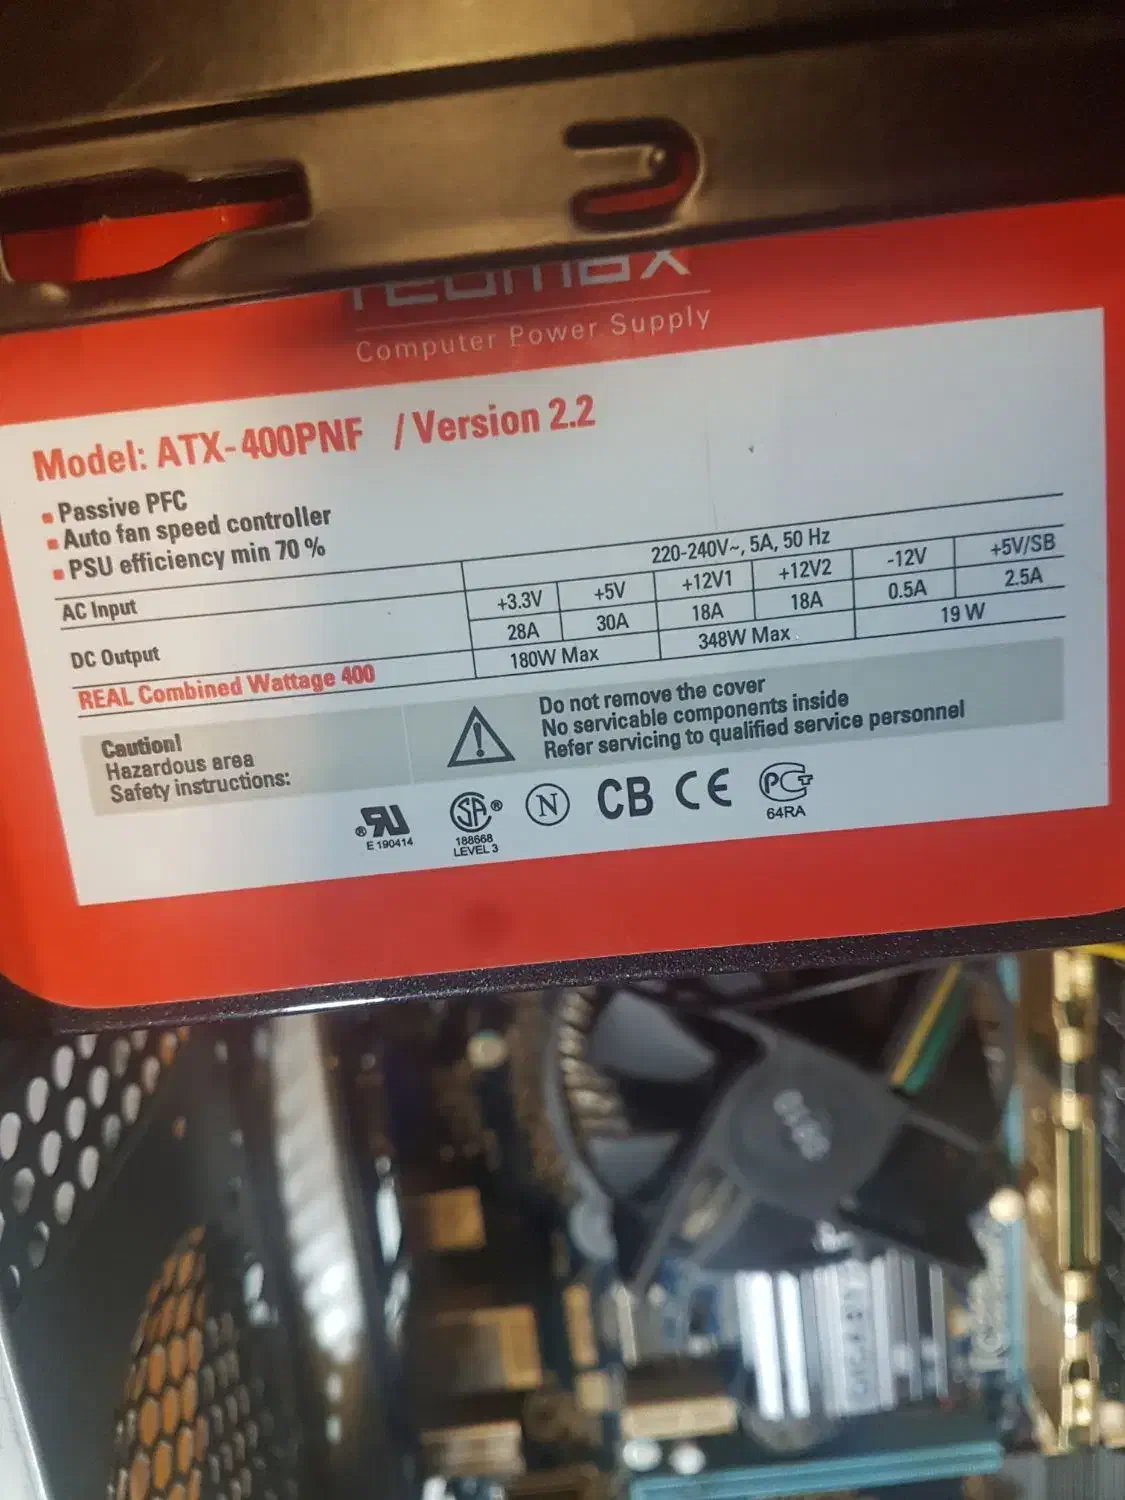 Computer Power Supply
Model: ATX-400PNF / Version 2.2
Passive PFC
Auto fan speed controller
PSU efficiency min 70 %
AC Input 220-240V~, 5A, 50 Hz
DC Output +3.3V +5V +12V1 +12V2 -12V +5V/SB
28A 30A 18A 18A 0.5A 2.5A
REAL Combined Wattage 400 180W Max 348W Max 19 W
Caution!
Hazardous area
Safety instructions:
Do not remove the cover
No servicable components inside
Refer servicing to qualified service personnel
® RU E 190414
SA ® 188668 LEVEL 3
N
CB CE
PCT 64RA
GIGABYTE